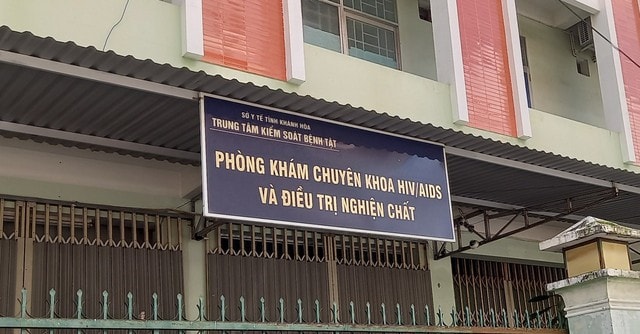 SỞ Y TẾ TỈNH KHÁNH HÒA
TRUNG TÂM KIỂM SOÁT BỆNH TẬT
PHÒNG KHÁM CHUYÊN KHOA HIV/AIDS
VÀ ĐIỀU TRỊ NGHIỆN CHẤT